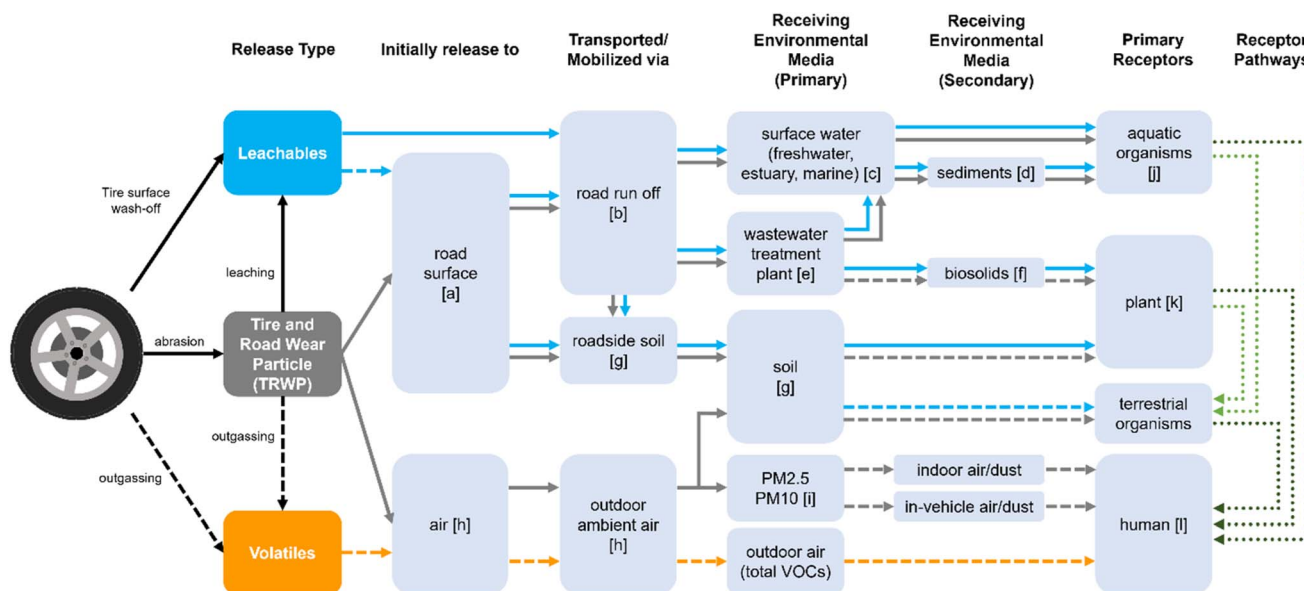 Release Type
Initially release to
Transported/
Mobilized via
Receiving
Environmental
Media
(Primary)
Receiving
Environmental
Media
(Secondary)
Primary
Receptors
Receptor
Pathways
Leachables
Tire surface
wash-off
leaching
abrasion
Tire and
Road Wear
Particle
(TRWP)
outgassing
outgassing
Volatiles
road
surface
[a]
air [h]
road run off
[b]
roadside soil
[g]
outdoor
ambient air
[h]
surface water
(freshwater,
estuary, marine) [c]
wastewater
treatment
plant [e]
soil
[g]
PM2.5
PM10 [i]
outdoor air
(total VOCs)
sediments [d]
biosolids [f]
indoor air/dust
in-vehicle air/dust
aquatic
organisms
[j]
plant [k]
terrestrial
organisms
human [l]